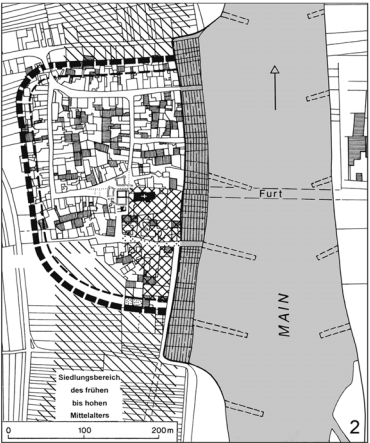 Furt
MAIN
Siedlungsbereich
des frühen
bis hohen
Mittelalters
0 100 200m
2